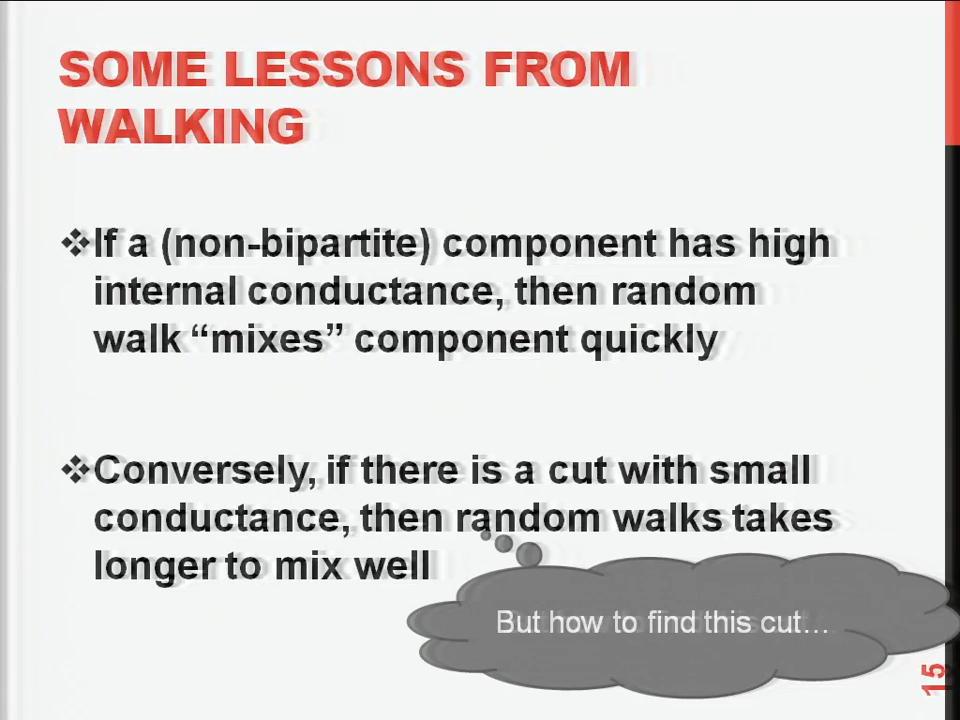 SOME LESSONS FROM
WALKING
❖If a (non-bipartite) component has high
internal conductance, then random
walk “mixes” component quickly
❖Conversely, if there is a cut with small
conductance, then random walks takes
longer to mix well
But how to find this cut…
15